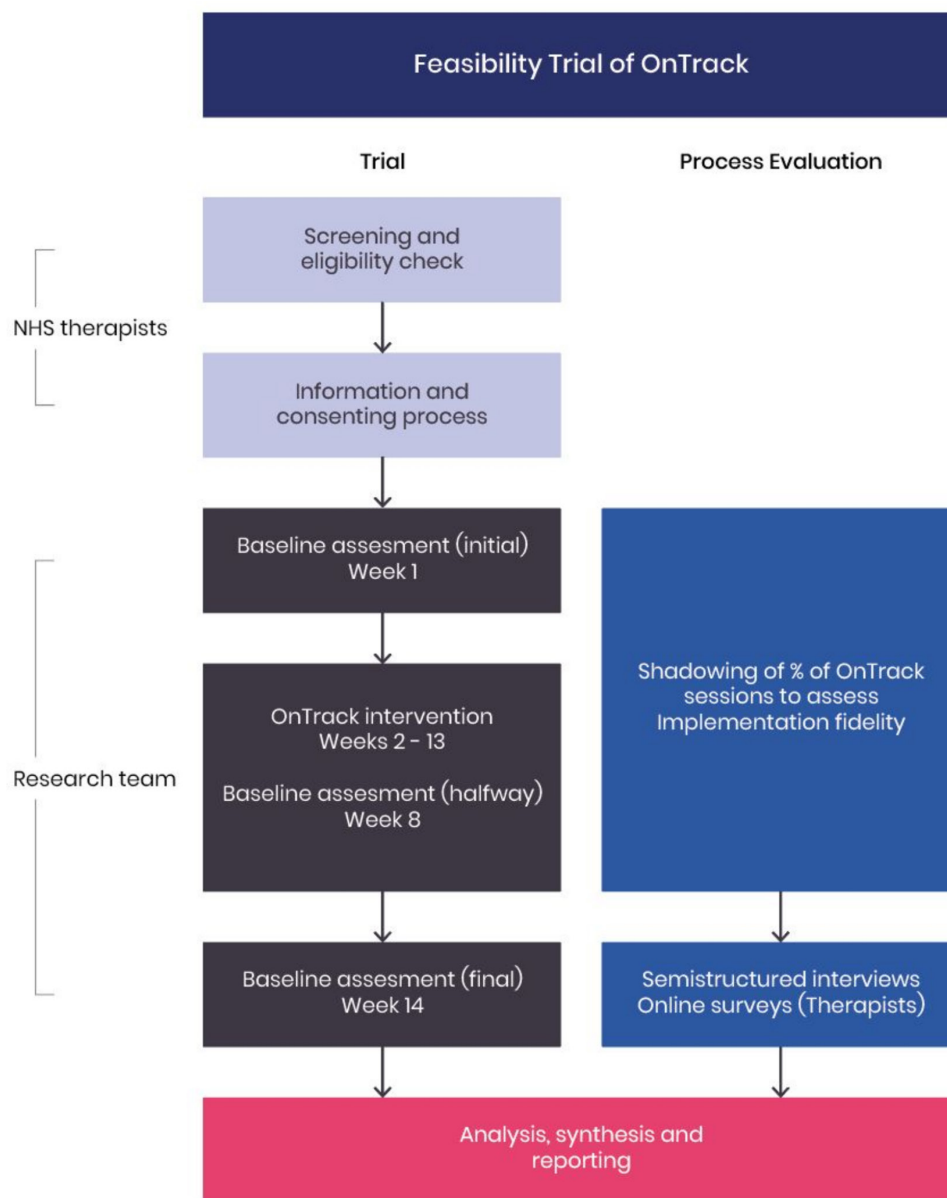 Feasibility Trial of OnTrack
Trial
Process Evaluation
Screening and
eligibility check
NHS therapists
Information and
consenting process
Baseline assesment (initial)
Week 1
Shadowing of % of OnTrack
sessions to assess
Implementation fidelity
OnTrack intervention
Weeks 2 - 13
Baseline assesment (halfway)
Week 8
Research team
Baseline assesment (final)
Week 14
Semistructured interviews
Online surveys (Therapists)
Analysis, synthesis and
reporting